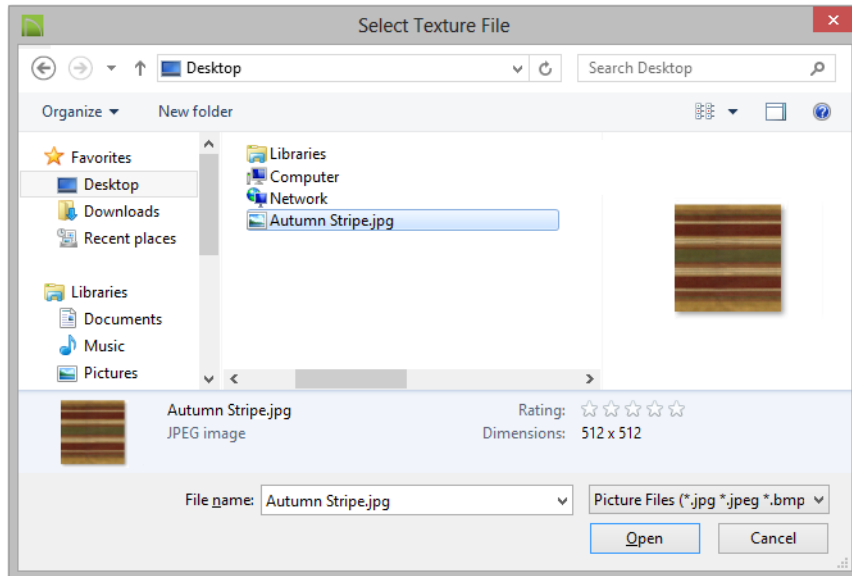 Select Texture File
Desktop
Search Desktop
Organize
New folder
Favorites
Desktop
Downloads
Recent places
Libraries
Documents
Music
Pictures
Libraries
Computer
Network
Autumn Stripe.jpg
Autumn Stripe.jpg
JPEG image
Rating:
Dimensions: 512 x 512
File name: Autumn Stripe.jpg
Picture Files (*.jpg *.jpeg *.bmp
Open
Cancel